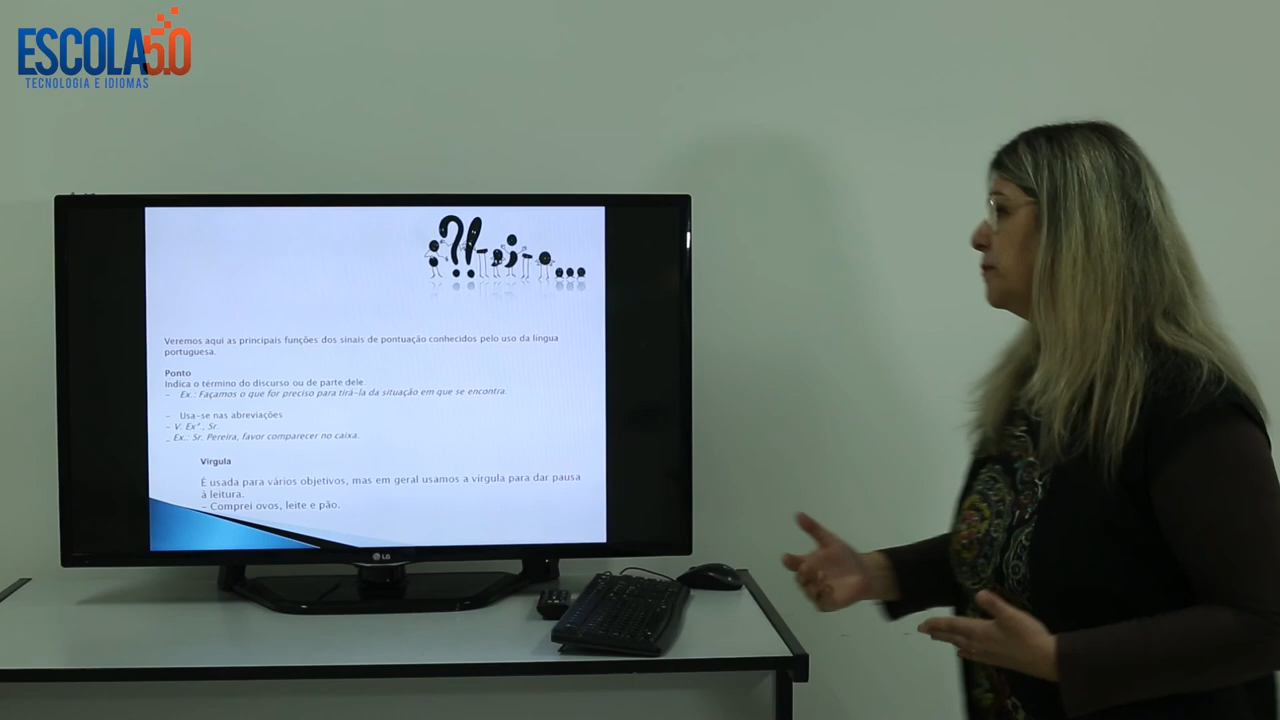 ESCOLA 5.0
TECNOLOGIA E IDIOMAS
?!
Veremos aqui as principais funções dos sinais de pontuação conhecidos pelo uso da língua
portuguesa.
Ponto
Indica o término do discurso ou de parte dele.
- Ex.: Façamos o que for preciso para tirá-la da situação em que se encontra.
- Usa-se nas abreviações
- V. Exª., Sr.
_ Ex.: Sr. Pereira, favor comparecer no caixa.
Vírgula
É usada para vários objetivos, mas em geral usamos a vírgula para dar pausa
à leitura.
- Comprei ovos, leite e pão.
LG